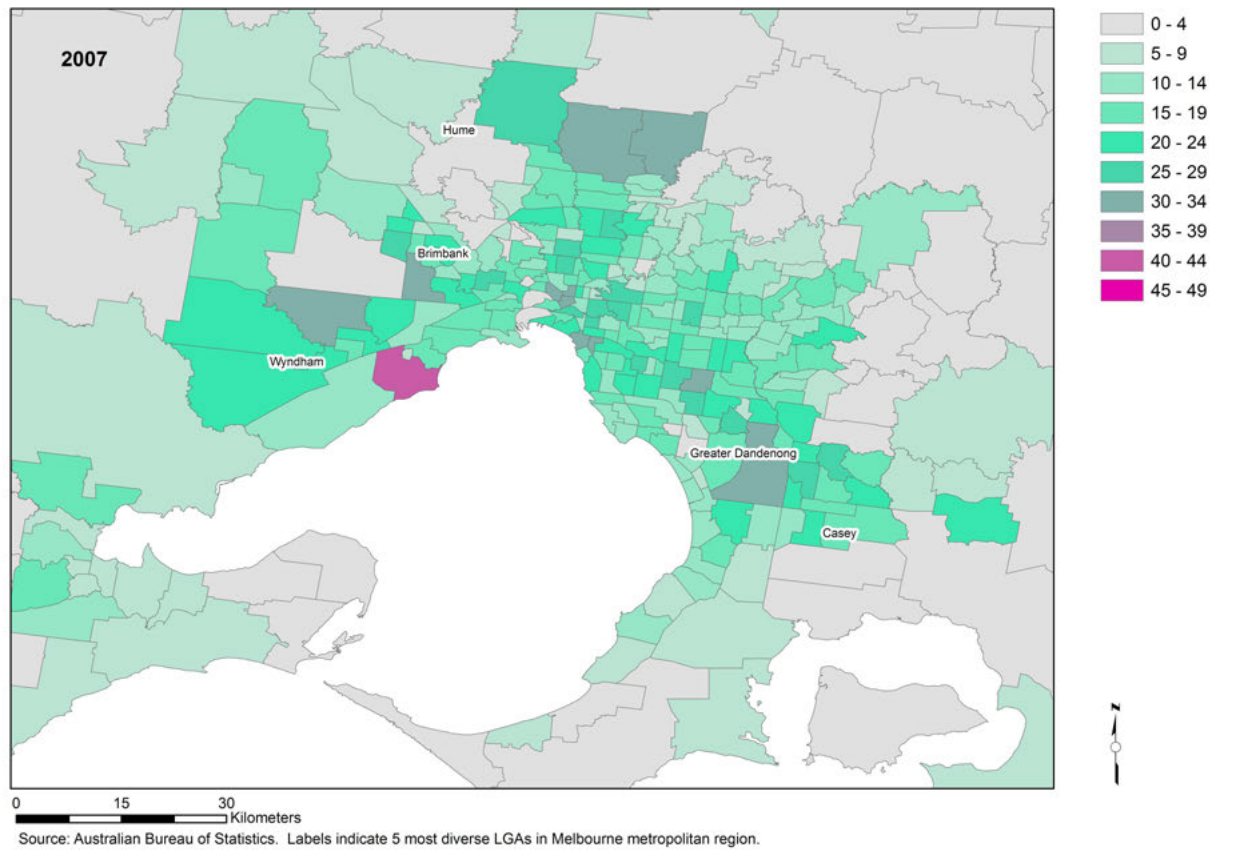 2007
0 - 4
5 - 9
10 - 14
15 - 19
20 - 24
25 - 29
30 - 34
35 - 39
40 - 44
45 - 49
Hume
Brimbank
Wyndham
Greater Dandenong
Casey
N
0 15 30
Kilometers
Source: Australian Bureau of Statistics. Labels indicate 5 most diverse LGAs in Melbourne metropolitan region.